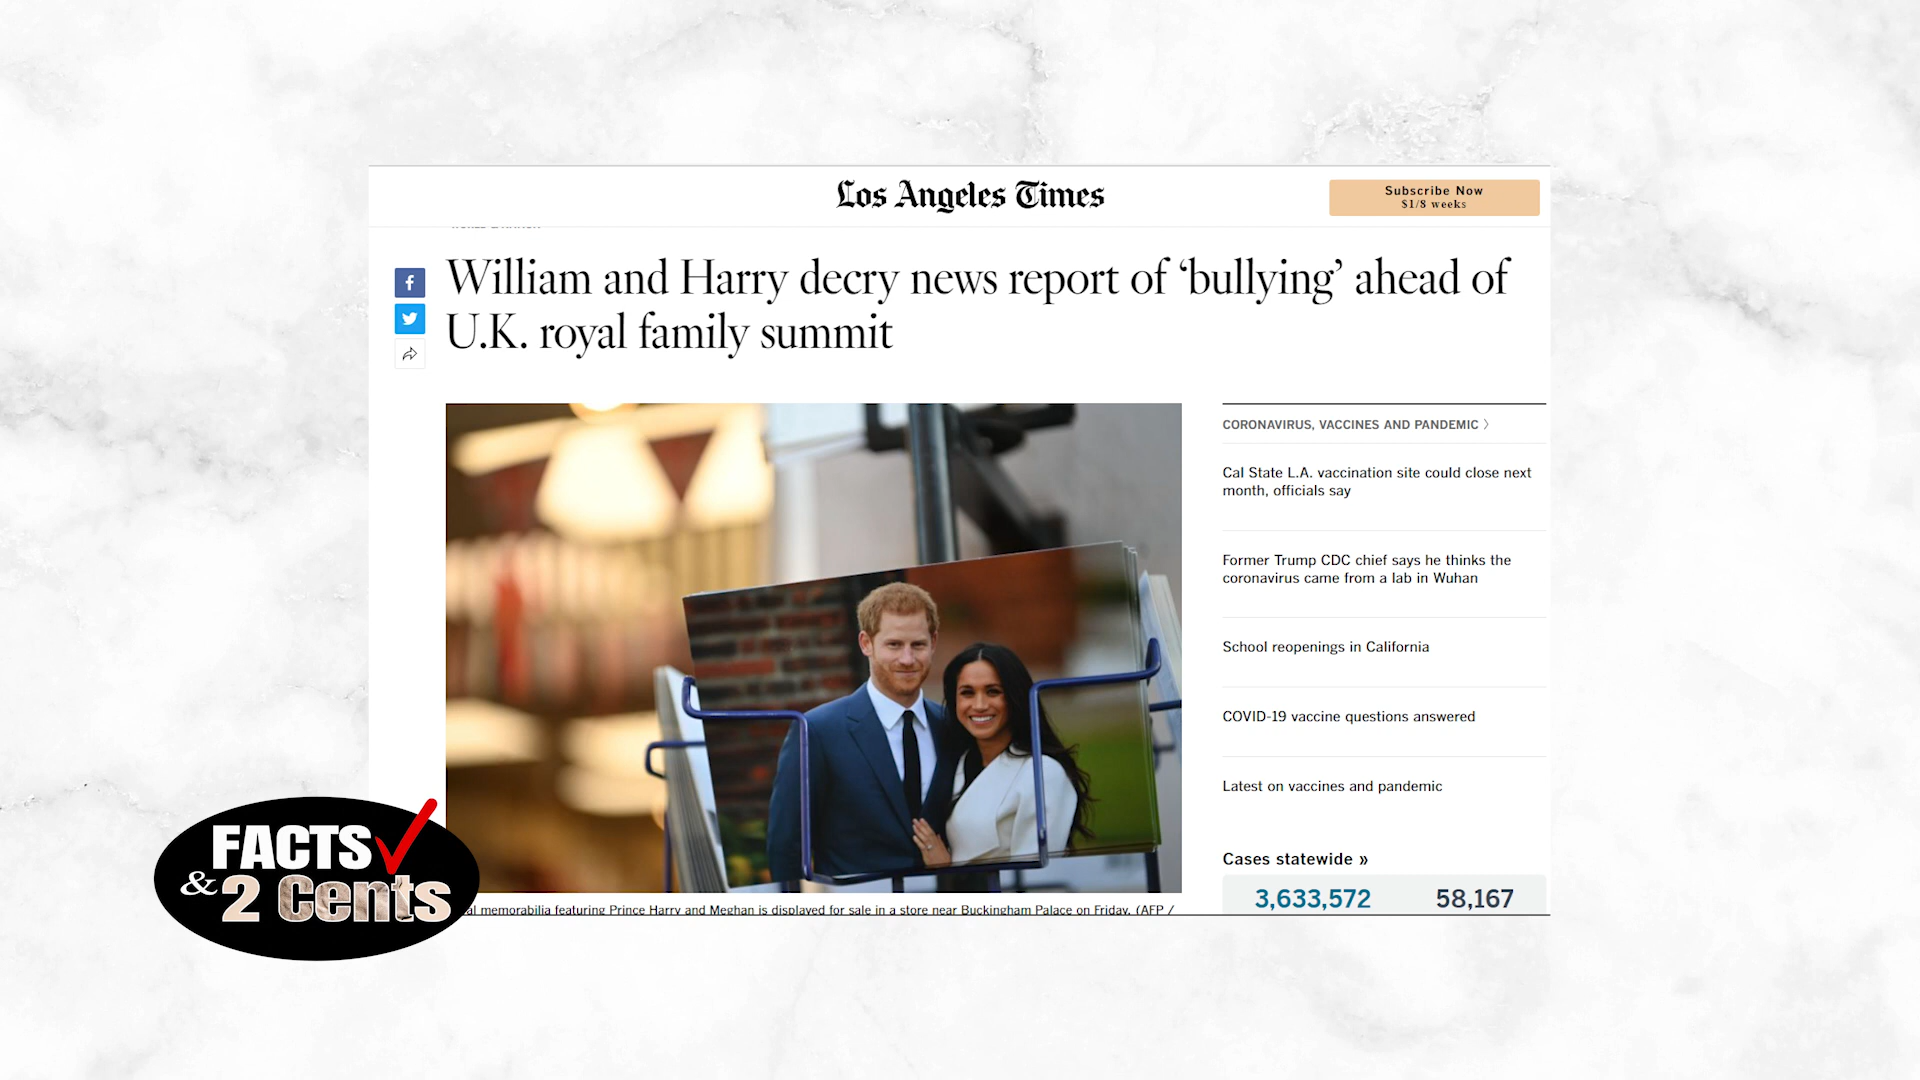 Los Angeles Times
Subscribe Now
$1/8 weeks
William and Harry decry news report of ‘bullying’ ahead of
U.K. royal family summit
CORONAVIRUS, VACCINES AND PANDEMIC
Cal State L.A. vaccination site could close next
month, officials say
Former Trump CDC chief says he thinks the
coronavirus came from a lab in Wuhan
School reopenings in California
COVID-19 vaccine questions answered
Latest on vaccines and pandemic
Cases statewide »
3,633,572 58,167
memorabilia featuring Prince Harry and Meghan is displayed for sale in a store near Buckingham Palace on Friday. (AFP /
FACTS
& 2 Cents